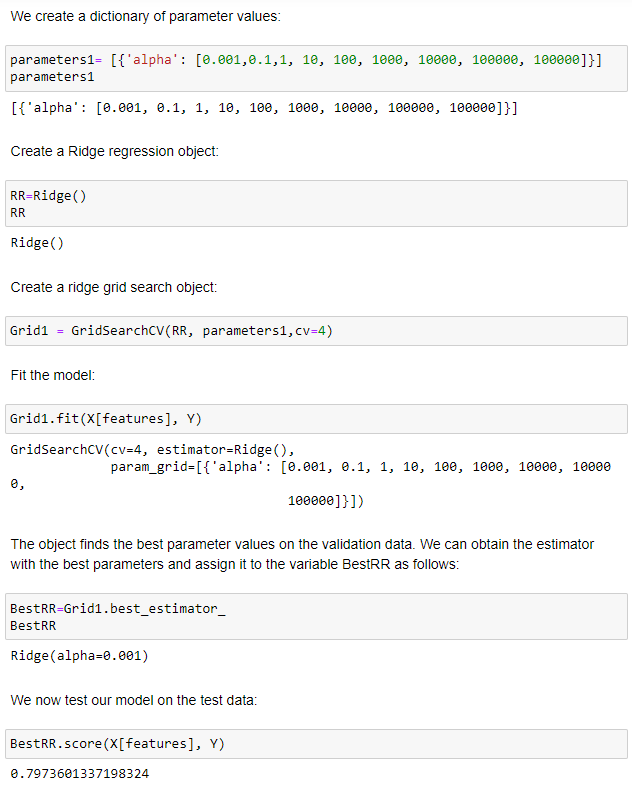 We create a dictionary of parameter values:
parameters1= [{'alpha': [0.001,0.1,1, 10, 100, 1000, 10000, 100000, 100000]}]
parameters1
[{'alpha': [0.001, 0.1, 1, 10, 100, 1000, 10000, 100000, 100000]}]
Create a Ridge regression object:
RR=Ridge()
RR
Ridge()
Create a ridge grid search object:
Grid1 = GridSearchCV(RR, parameters1,cv=4)
Fit the model:
Grid1.fit(X[features], Y)
GridSearchCV(cv=4, estimator=Ridge(),
param_grid=[{'alpha': [0.001, 0.1, 1, 10, 100, 1000, 10000, 10000
0,
100000]}])
The object finds the best parameter values on the validation data. We can obtain the estimator
with the best parameters and assign it to the variable BestRR as follows:
BestRR=Grid1.best_estimator_
BestRR
Ridge(alpha=0.001)
We now test our model on the test data:
BestRR.score(X[features], Y)
0.7973601337198324